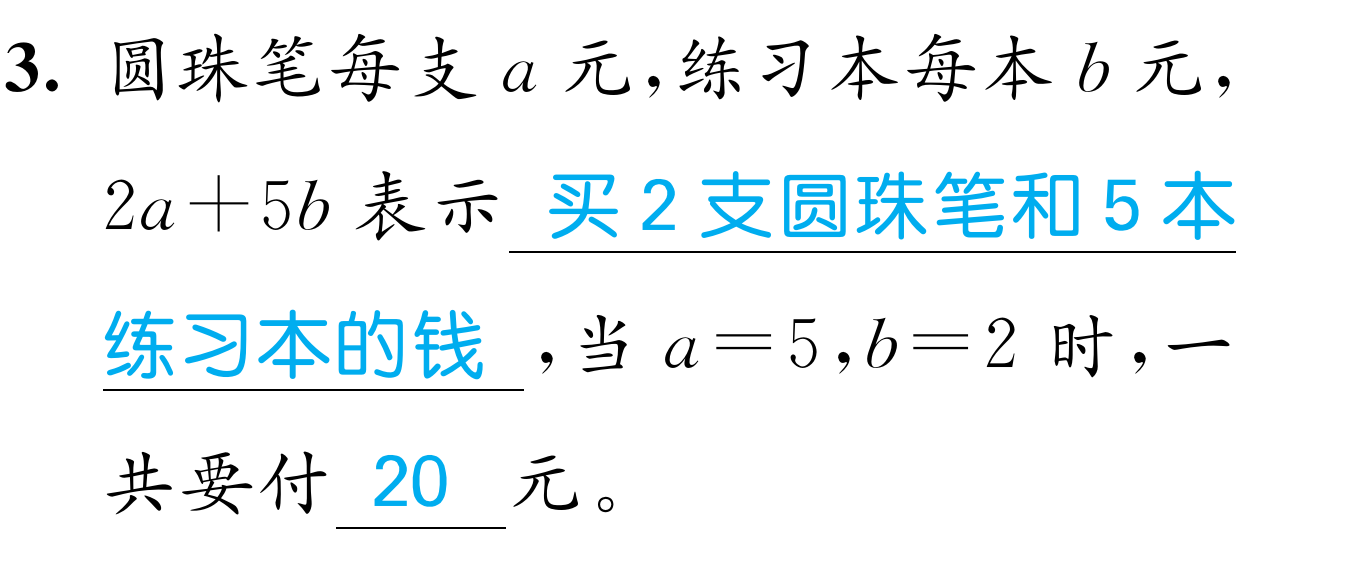 3. 圆珠笔每支 a 元,练习本每本 b 元,
2a+5b 表示 买 2 支圆珠笔和 5 本
练习本的钱 ,当 a=5,b=2 时,一
共要付 20 元。